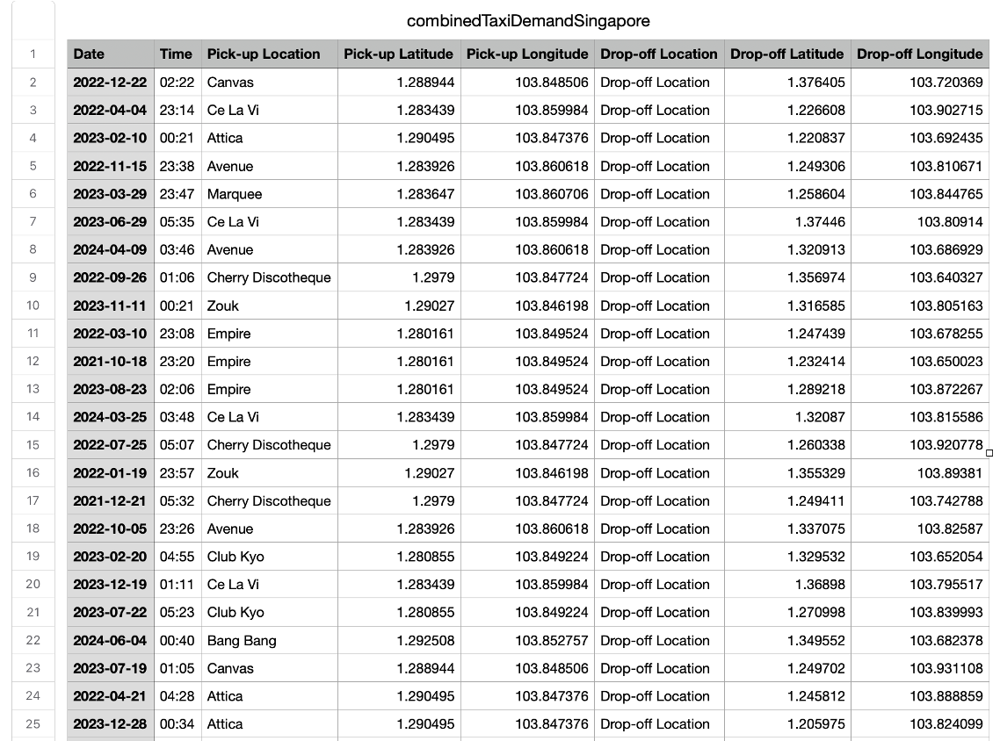 combinedTaxiDemandSingapore
1 Date Time Pick-up Location Pick-up Latitude Pick-up Longitude Drop-off Location Drop-off Latitude Drop-off Longitude
2 2022-12-22 02:22 Canvas 1.288944 103.848506 Drop-off Location 1.376405 103.720369
3 2022-04-04 23:14 Ce La Vi 1.283439 103.859984 Drop-off Location 1.226608 103.902715
4 2023-02-10 00:21 Attica 1.290495 103.847376 Drop-off Location 1.220837 103.692435
5 2022-11-15 23:38 Avenue 1.283926 103.860618 Drop-off Location 1.249306 103.810671
6 2023-03-29 23:47 Marquee 1.283647 103.860706 Drop-off Location 1.258604 103.844765
7 2023-06-29 05:35 Ce La Vi 1.283439 103.859984 Drop-off Location 1.37446 103.80914
8 2024-04-09 03:46 Avenue 1.283926 103.860618 Drop-off Location 1.320913 103.686929
9 2022-09-26 01:06 Cherry Discotheque 1.2979 103.847724 Drop-off Location 1.356974 103.640327
10 2023-11-11 00:21 Zouk 1.29027 103.846198 Drop-off Location 1.316585 103.805163
11 2022-03-10 23:08 Empire 1.280161 103.849524 Drop-off Location 1.247439 103.678255
12 2021-10-18 23:20 Empire 1.280161 103.849524 Drop-off Location 1.232414 103.650023
13 2023-08-23 02:06 Empire 1.280161 103.849524 Drop-off Location 1.289218 103.872267
14 2024-03-25 03:48 Ce La Vi 1.283439 103.859984 Drop-off Location 1.32087 103.815586
15 2022-07-25 05:07 Cherry Discotheque 1.2979 103.847724 Drop-off Location 1.260338 103.920778
16 2022-01-19 23:57 Zouk 1.29027 103.846198 Drop-off Location 1.355329 103.89381
17 2021-12-21 05:32 Cherry Discotheque 1.2979 103.847724 Drop-off Location 1.249411 103.742788
18 2022-10-05 23:26 Avenue 1.283926 103.860618 Drop-off Location 1.337075 103.82587
19 2023-02-20 04:55 Club Kyo 1.280855 103.849224 Drop-off Location 1.329532 103.652054
20 2023-12-19 01:11 Ce La Vi 1.283439 103.859984 Drop-off Location 1.36898 103.795517
21 2023-07-22 05:23 Club Kyo 1.280855 103.849224 Drop-off Location 1.270998 103.839993
22 2024-06-04 00:40 Bang Bang 1.292508 103.852757 Drop-off Location 1.349552 103.682378
23 2023-07-19 01:05 Canvas 1.288944 103.848506 Drop-off Location 1.249702 103.931108
24 2022-04-21 04:28 Attica 1.290495 103.847376 Drop-off Location 1.245812 103.888859
25 2023-12-28 00:34 Attica 1.290495 103.847376 Drop-off Location 1.205975 103.824099